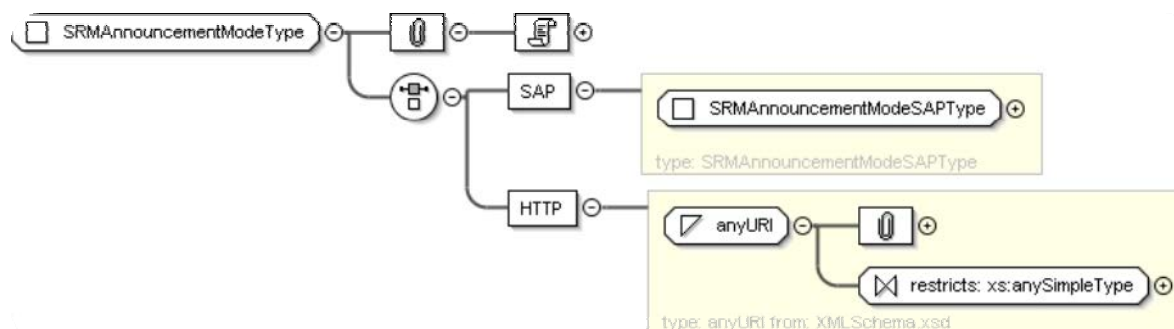 SRMAnnouncementModeType
SAP
SRMAnnouncementModeSAPType
type: SRMAnnouncementModeSAPType
HTTP
anyURI
restricts: xs:anySimpleType
type: anyURI from: XMLSchema.xsd